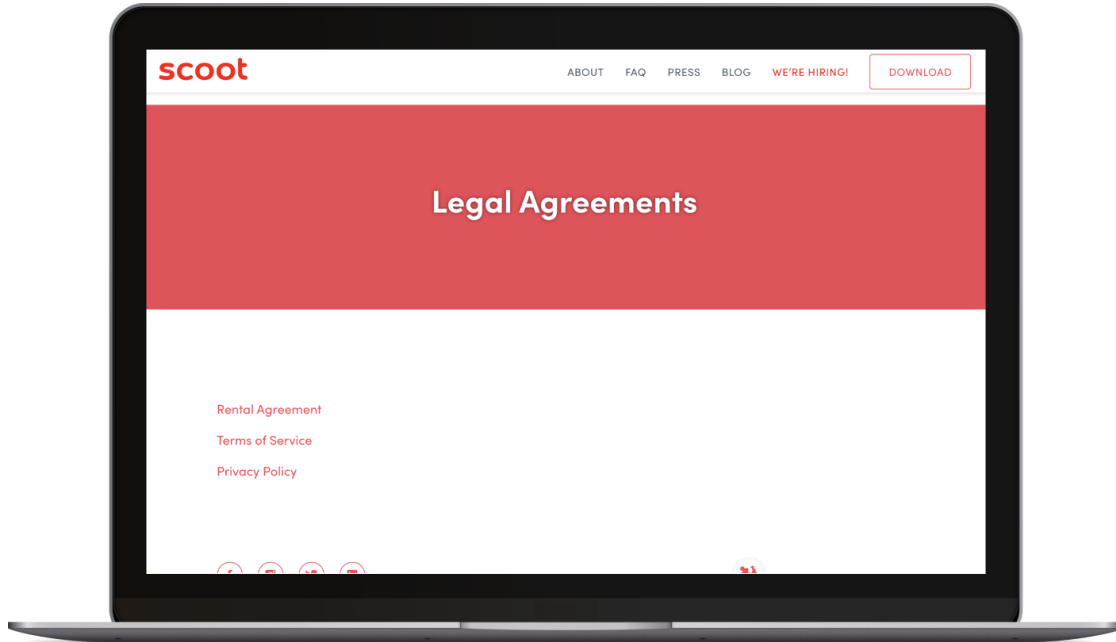 scoot
ABOUT FAQ PRESS BLOG WE'RE HIRING! DOWNLOAD
Legal Agreements
Rental Agreement
Terms of Service
Privacy Policy